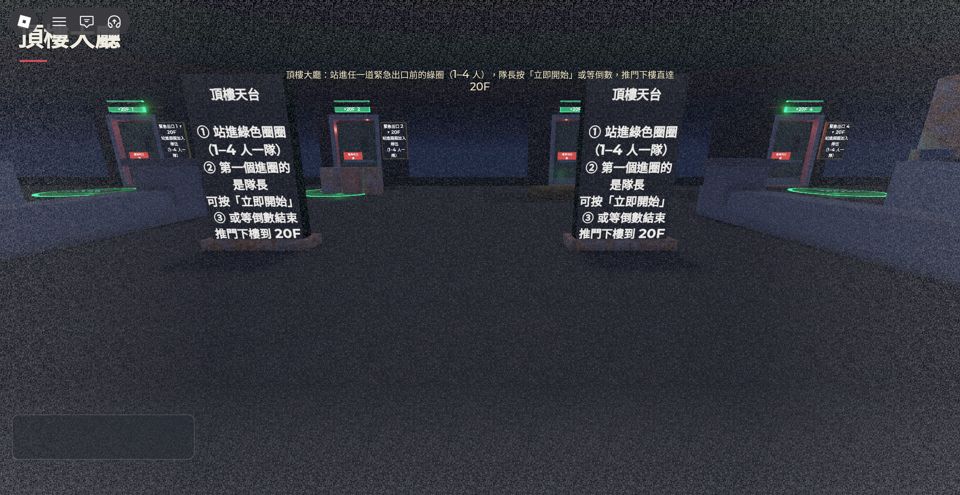 頂樓大廳
頂樓大廳：站進任一道緊急出口前的綠圈（1–4 人），隊長按「立即開始」或等倒數，推門下樓直達
20F
頂樓天台
① 站進綠色圈圈
（1–4 人一隊）
② 第一個進圈的
是隊長
可按「立即開始」
③ 或等倒數結束
推門下樓到 20F
頂樓天台
① 站進綠色圈圈
（1–4 人一隊）
② 第一個進圈的
是隊長
可按「立即開始」
③ 或等倒數結束
推門下樓到 20F